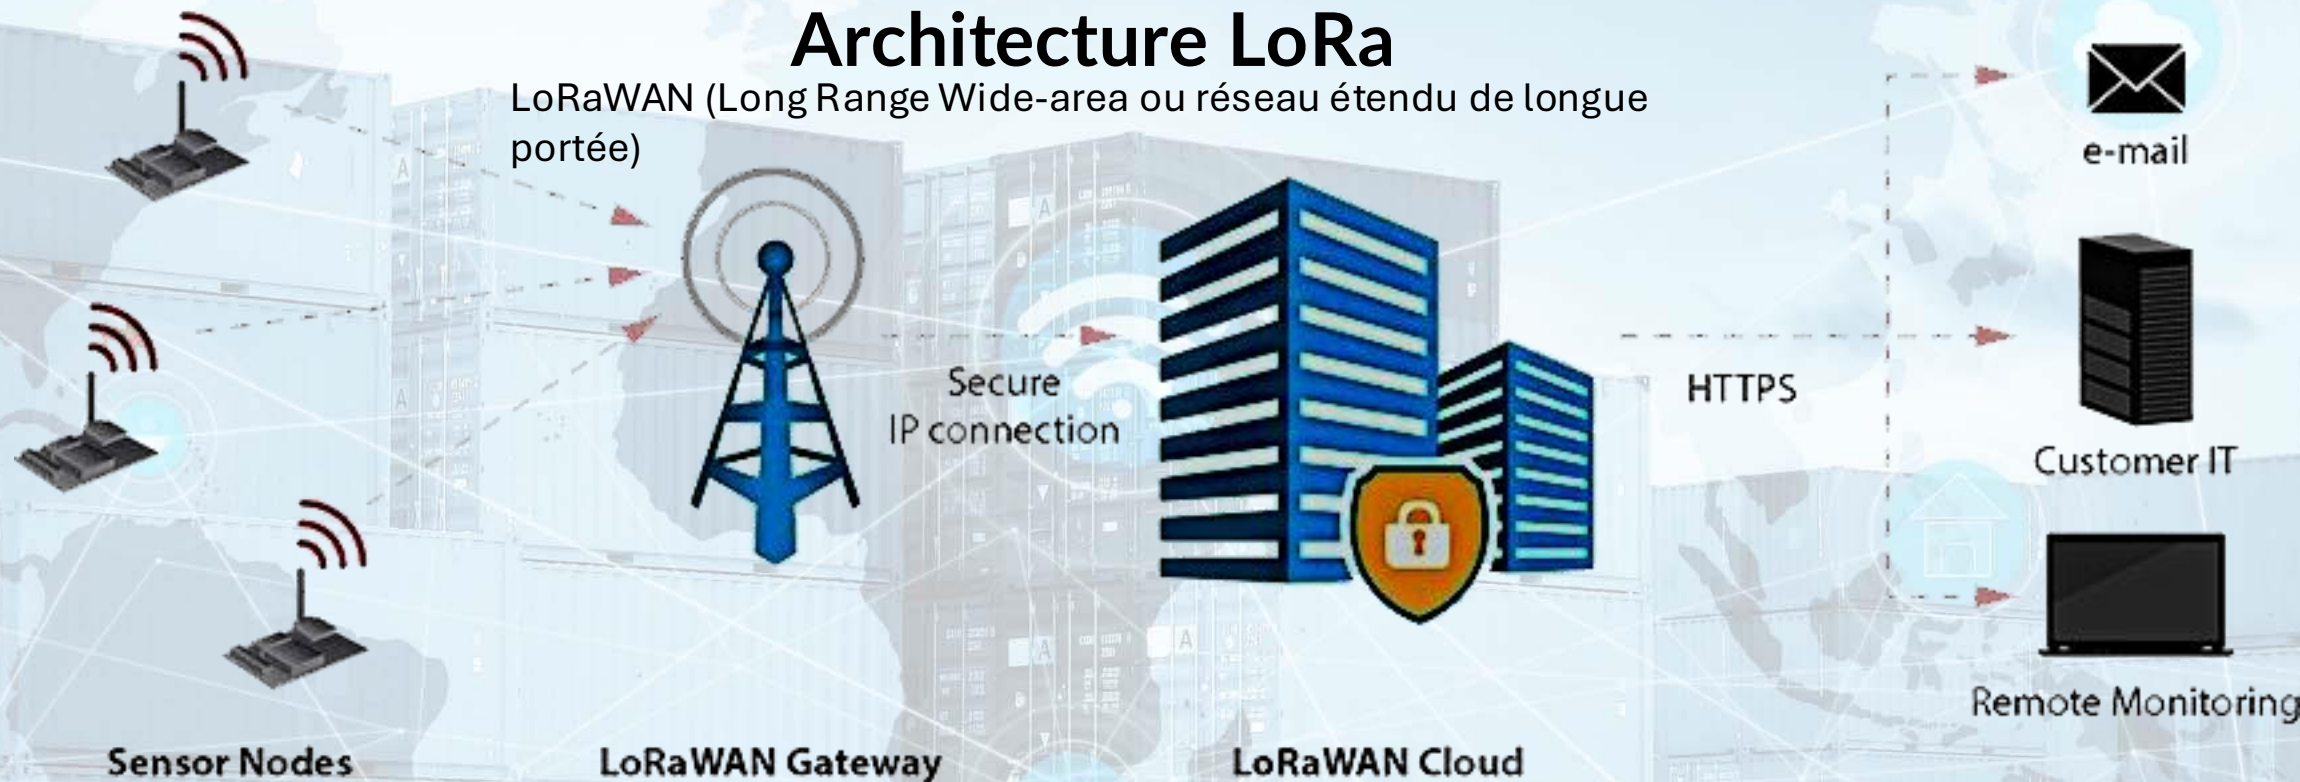 Architecture LoRa
LoRaWAN (Long Range Wide-area ou réseau étendu de longue
portée)
e-mail
Secure
IP connection
HTTPS
Customer IT
Remote Monitoring
Sensor Nodes
LoRaWAN Gateway
LoRaWAN Cloud